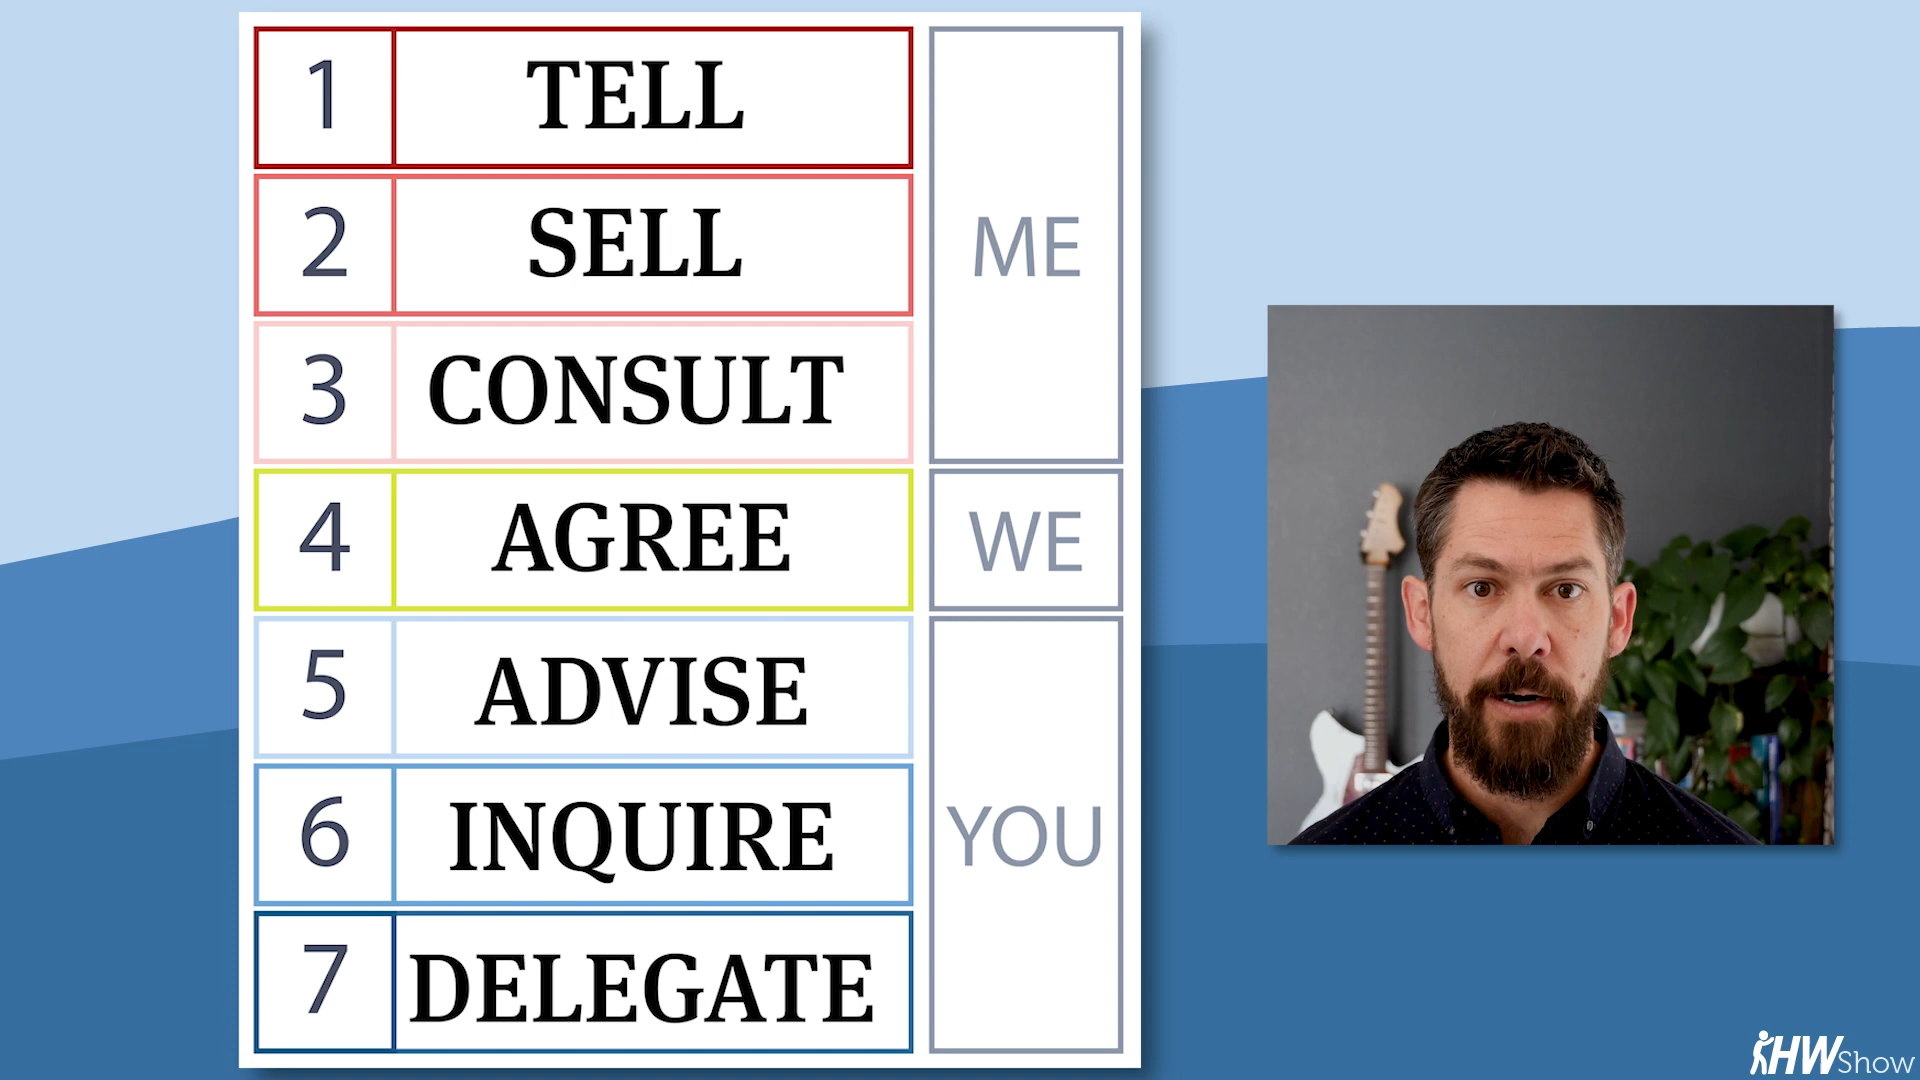 1 TELL
2 SELL
3 CONSULT
ME
4 AGREE
WE
5 ADVISE
6 INQUIRE
7 DELEGATE
YOU
HWShow